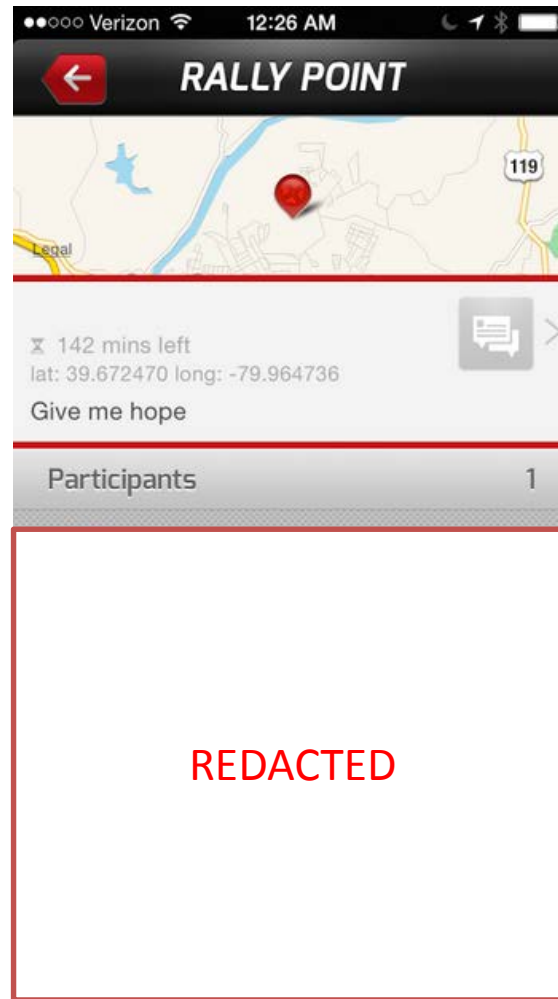 Verizon 12:26 AM
RALLY POINT
119
Legal
142 mins left
lat: 39.672470 long: -79.964736
Give me hope
Participants 1
REDACTED